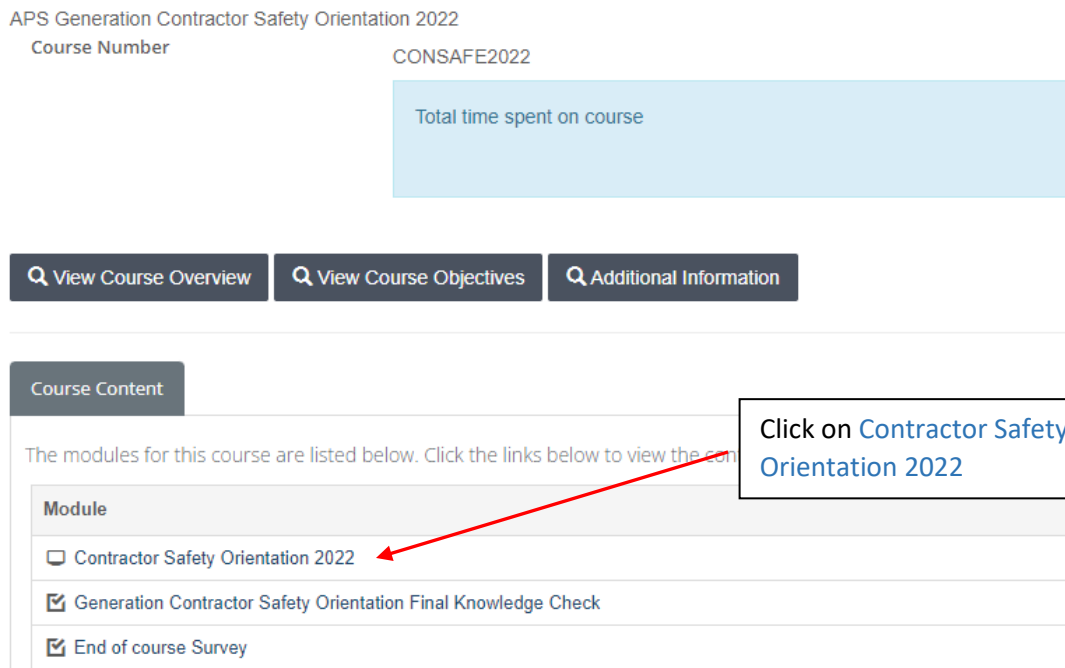 APS Generation Contractor Safety Orientation 2022
Course Number
CONSAFE2022
Total time spent on course
View Course Overview
View Course Objectives
Additional Information
Course Content
Click on Contractor Safety
Orientation 2022
The modules for this course are listed below. Click the links below to view the
Module
Contractor Safety Orientation 2022
Generation Contractor Safety Orientation Final Knowledge Check
End of course Survey